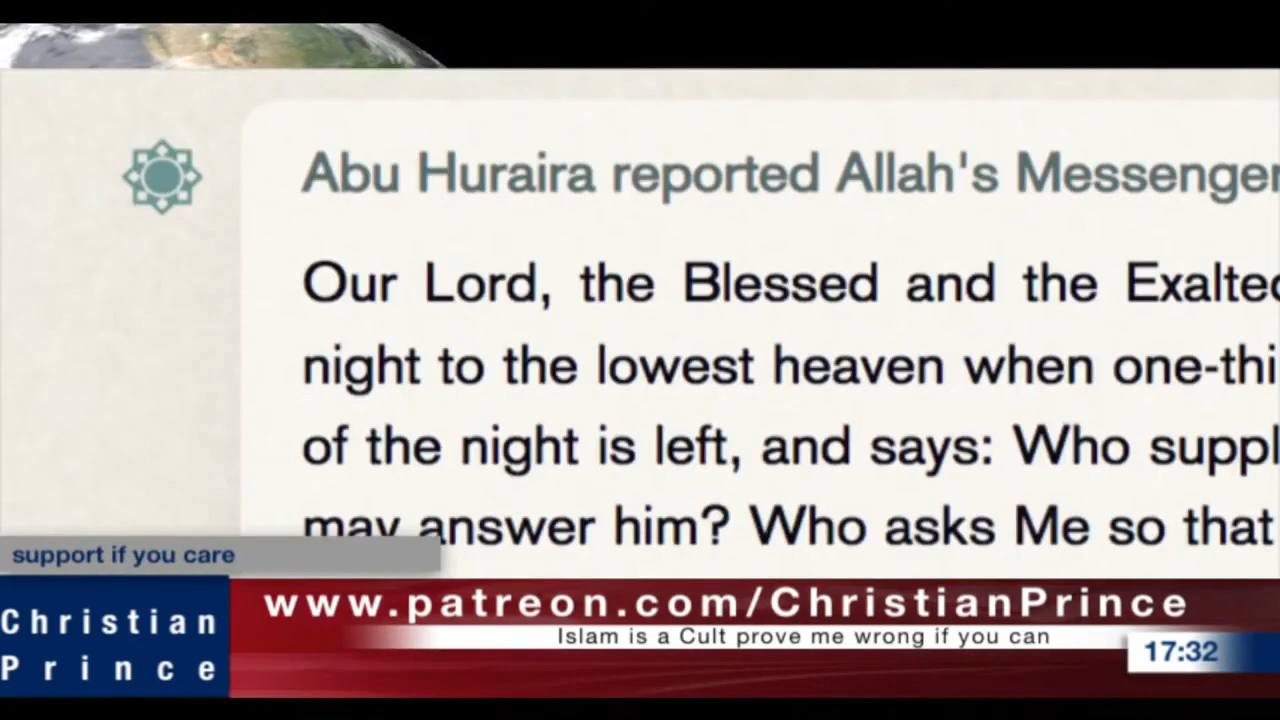 Abu Huraira reported Allah's Messenger
Our Lord, the Blessed and the Exalted
night to the lowest heaven when one-thi
of the night is left, and says: Who suppl
may answer him? Who asks Me so that
support if you care
Christian
Prince
www.patreon.com/ChristianPrince
Islam is a Cult prove me wrong if you can
17:32